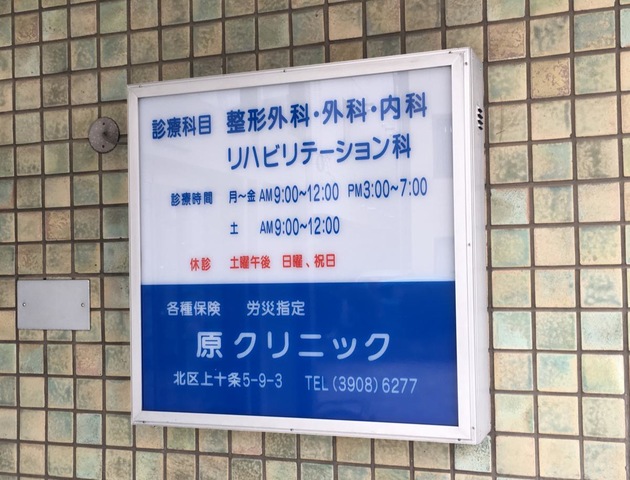 診療科目 整形外科・外科・内科
リハビリテーション科
診療時間 月〜金 AM9:00~12:00 PM3:00~7:00
土 AM9:00~12:00
休診 土曜午後 日曜、祝日
各種保険 労災指定
原クリニック
北区上十条5-9-3 TEL(3908)6277